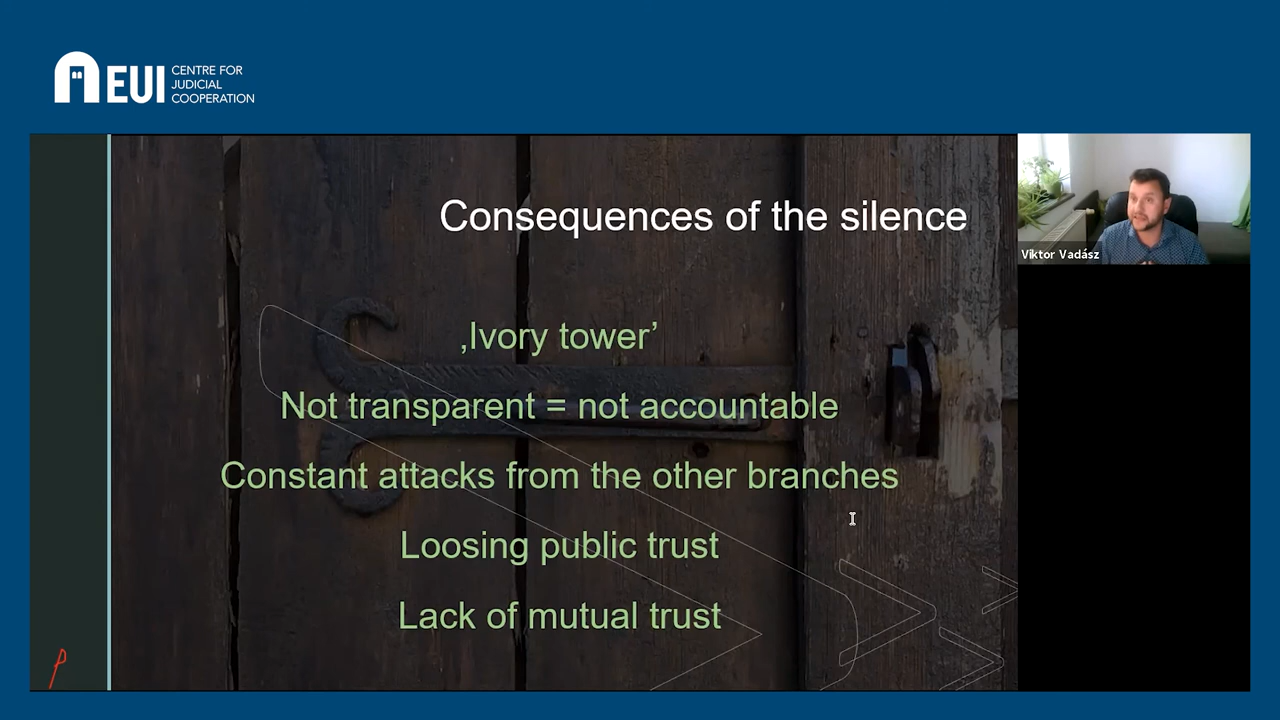 EUI
CENTRE FOR
JUDICIAL
COOPERATION
Consequences of the silence
‚Ivory tower’
Not transparent = not accountable
Constant attacks from the other branches
Loosing public trust
Lack of mutual trust
Viktor Vadász